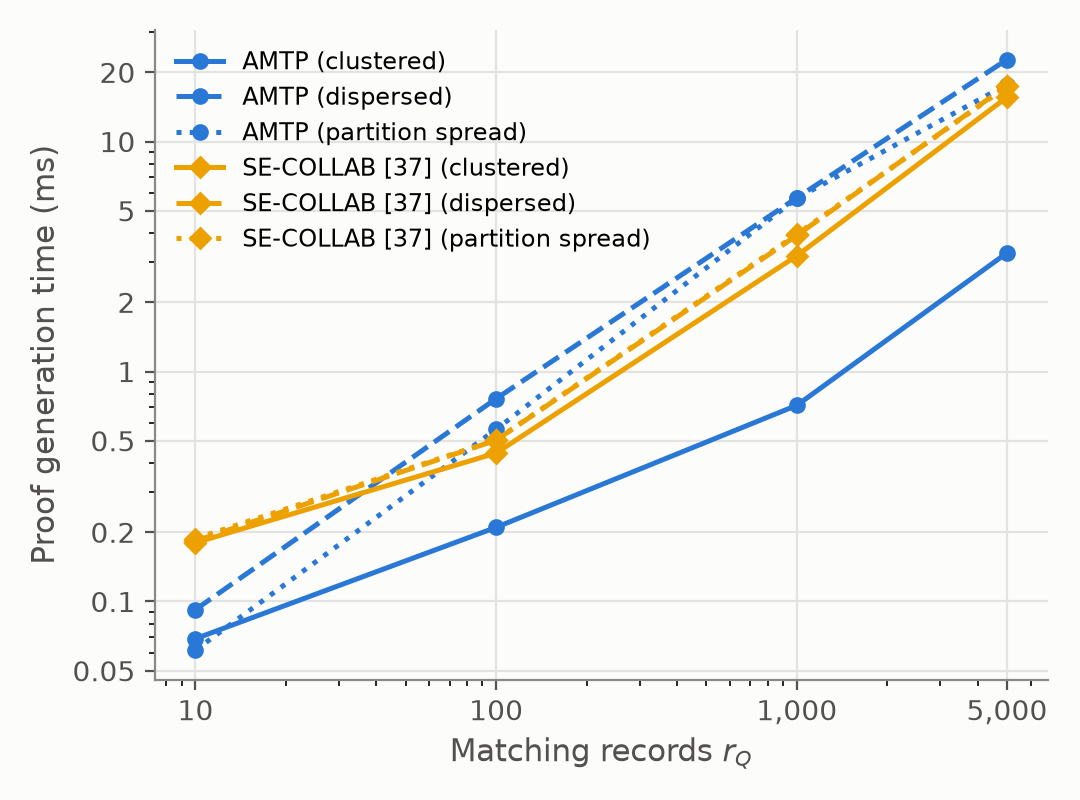 AMTP (clustered)
AMTP (dispersed)
AMTP (partition spread)
SE-COLLAB [37] (clustered)
SE-COLLAB [37] (dispersed)
SE-COLLAB [37] (partition spread)
Proof generation time (ms)
20
10
5
2
1
0.5
0.2
0.1
0.05
10 100 1,000 5,000
Matching records r_Q